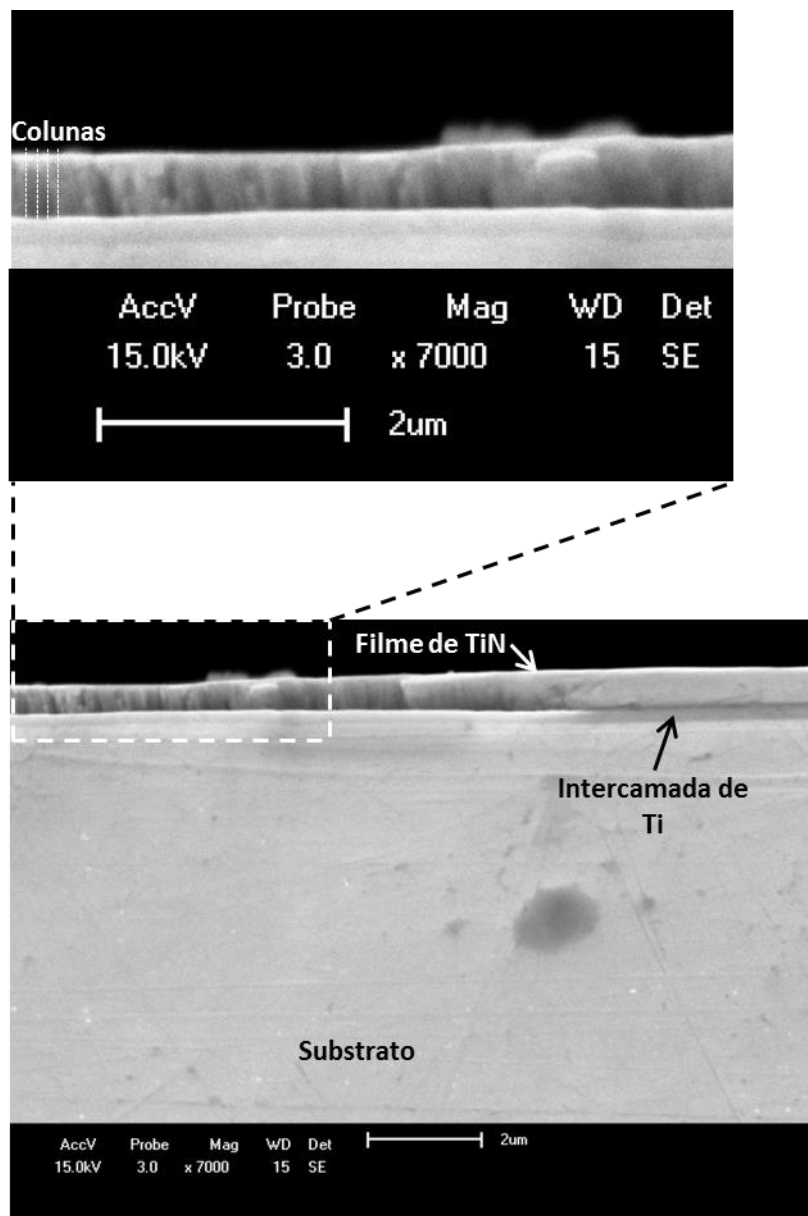 Colunas
AccV Probe Mag WD Det
15.0kV 3.0 x 7000 15 SE
2um
Filme de TiN
Intercamada de
Ti
Substrato
AccV Probe Mag WD Det 2um
15.0kV 3.0 x 7000 15 SE